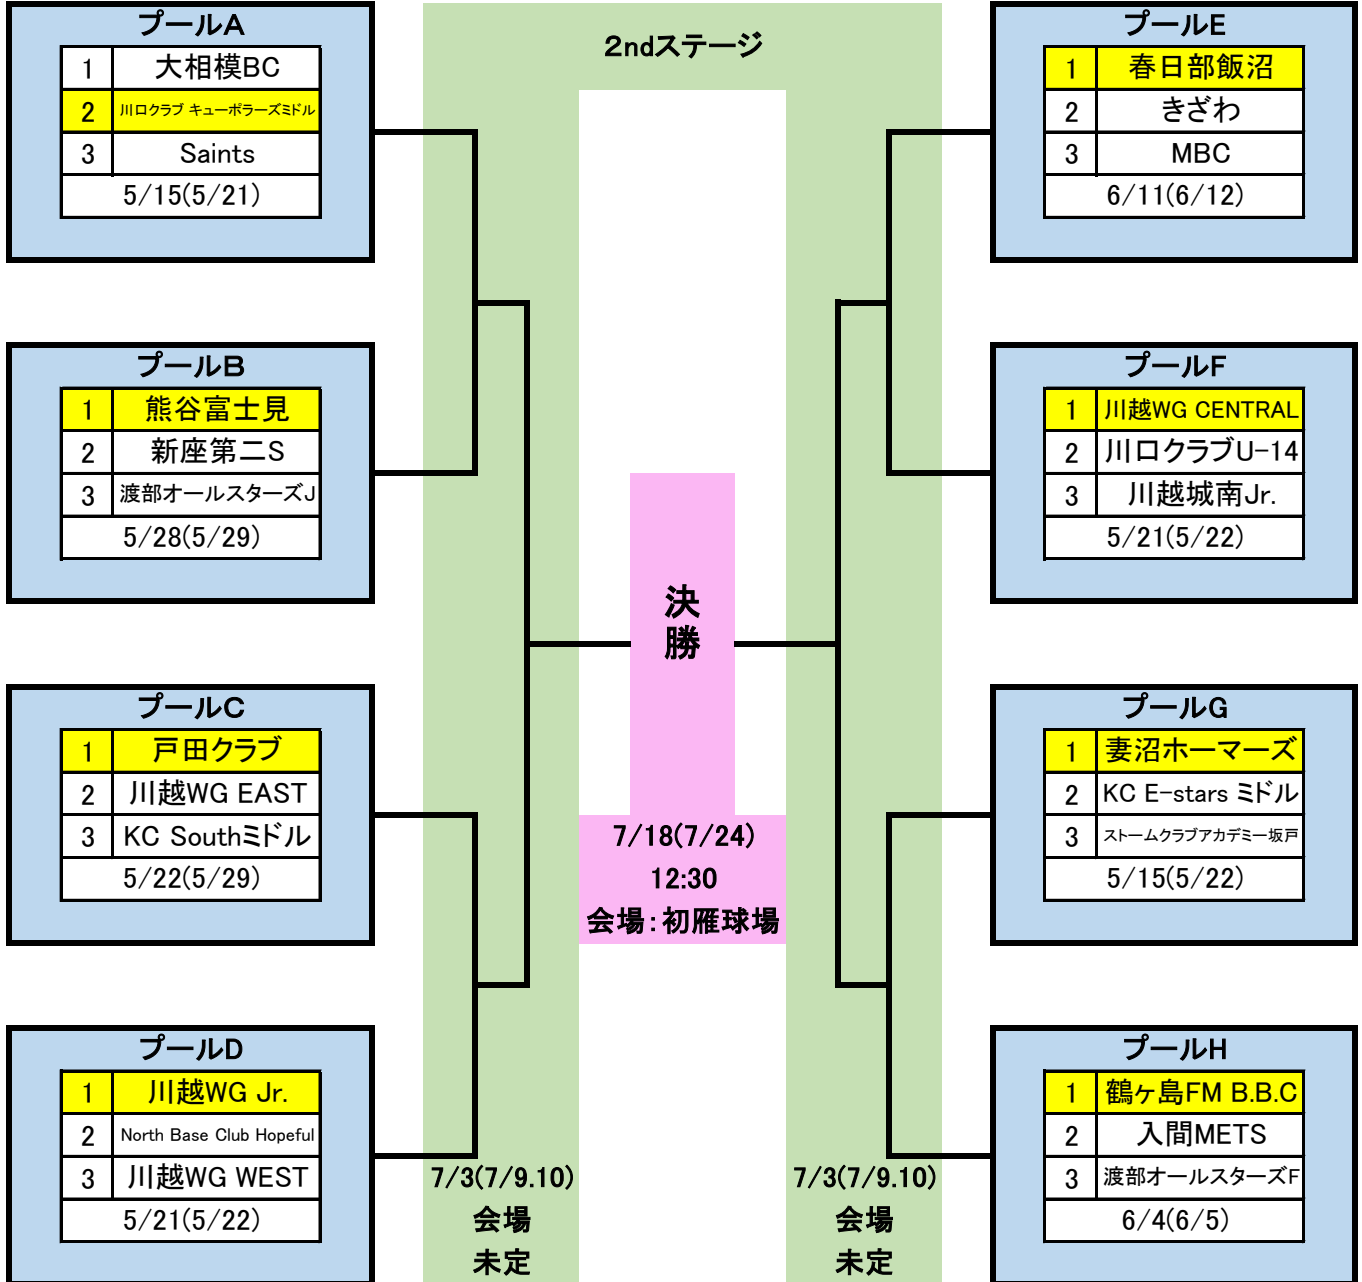 2ndステージ
プールA
1 大相模BC
2 川口クラブ キューポラーズミドル
3 Saints
5/15(5/21)
プールB
1 熊谷富士見
2 新座第二S
3 渡部オールスターズJ
5/28(5/29)
プールC
1 戸田クラブ
2 川越WG EAST
3 KC Southミドル
5/22(5/29)
プールD
1 川越WG Jr.
2 North Base Club Hopeful
3 川越WG WEST
5/21(5/22)
7/3(7/9.10)
会場
未定
決
勝
7/18(7/24)
12:30
会場：初雁球場
プールE
1 春日部飯沼
2 きざわ
3 MBC
6/11(6/12)
プールF
1 川越WG CENTRAL
2 川口クラブU-14
3 川越城南Jr.
5/21(5/22)
プールG
1 妻沼ホーマーズ
2 KC E-stars ミドル
3 ストームクラブアカデミー坂戸
5/15(5/22)
プールH
1 鶴ヶ島FM B.B.C
2 入間METS
3 渡部オールスターズF
6/4(6/5)
7/3(7/9.10)
会場
未定